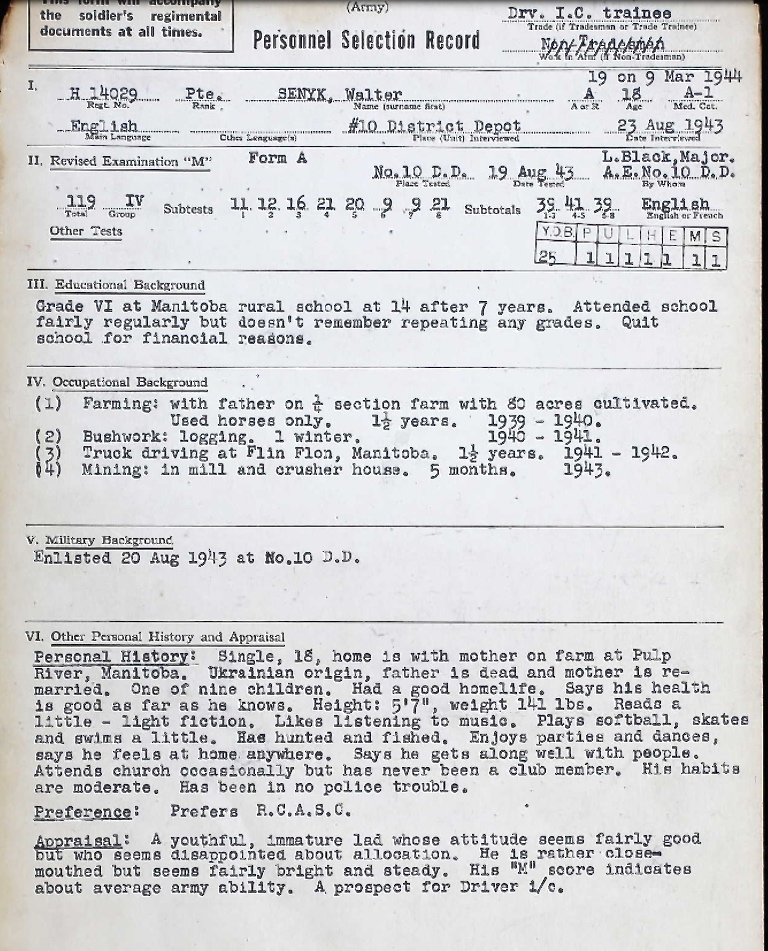 This form will accompany
the soldier's regimental
documents at all times.
(Army)
Personnel Selection Record
Drv. I.C. trainee
Trade (if Tradesman or Trade Trainee)
Non-Tradesman
Work in Arm (if Non-Tradesman)
19 on 9 Mar 1944
I. H 14029 Pte. SENYK, Walter A 18 A-1
Regt. No. Rank Name (surname first) A or R Age Med. Cat.
English #10 District Depot 23 Aug 1943
Main Language Other Language(s) Place (Unit) Interviewed Date Interviewed
II. Revised Examination "M" Form A L.Black,Major.
No.10 D.D. 19 Aug 43 A.E.No.10 D.D.
Place Tested Date Tested By Whom
119 IV Subtests 11 12 16 21 20 9 9 21 Subtotals 39 41 39 English
Total Group 1 2 3 4 5 6 7 8 1-3 4-5 6-8 English or French
Other Tests
Y.O.B. P U L H E M S
25 1 1 1 1 1 1 1
III. Educational Background
Grade VI at Manitoba rural school at 14 after 7 years. Attended school
fairly regularly but doesn't remember repeating any grades. Quit
school for financial reasons.
IV. Occupational Background
(1) Farming: with father on ¼ section farm with 80 acres cultivated.
Used horses only. 1½ years. 1939 - 1940.
(2) Bushwork: logging. 1 winter. 1940 - 1941.
(3) Truck driving at Flin Flon, Manitoba. 1½ years. 1941 - 1942.
(4) Mining: in mill and crusher house. 5 months. 1943.
V. Military Background
Enlisted 20 Aug 1943 at No.10 D.D.
VI. Other Personal History and Appraisal
Personal History: Single, 18, home is with mother on farm at Pulp
River, Manitoba. Ukrainian origin, father is dead and mother is re-
married. One of nine children. Had a good homelife. Says his health
is good as far as he knows. Height: 5'7", weight 141 lbs. Reads a
little - light fiction. Likes listening to music. Plays softball, skates
and swims a little. Has hunted and fished. Enjoys parties and dances,
says he feels at home anywhere. Says he gets along well with people.
Attends church occasionally but has never been a club member. His habits
are moderate. Has been in no police trouble.
Preference: Prefers R.C.A.S.C.
Appraisal: A youthful, immature lad whose attitude seems fairly good
but who seems disappointed about allocation. He is rather close-
mouthed but seems fairly bright and steady. His "M" score indicates
about average army ability. A prospect for Driver i/c.